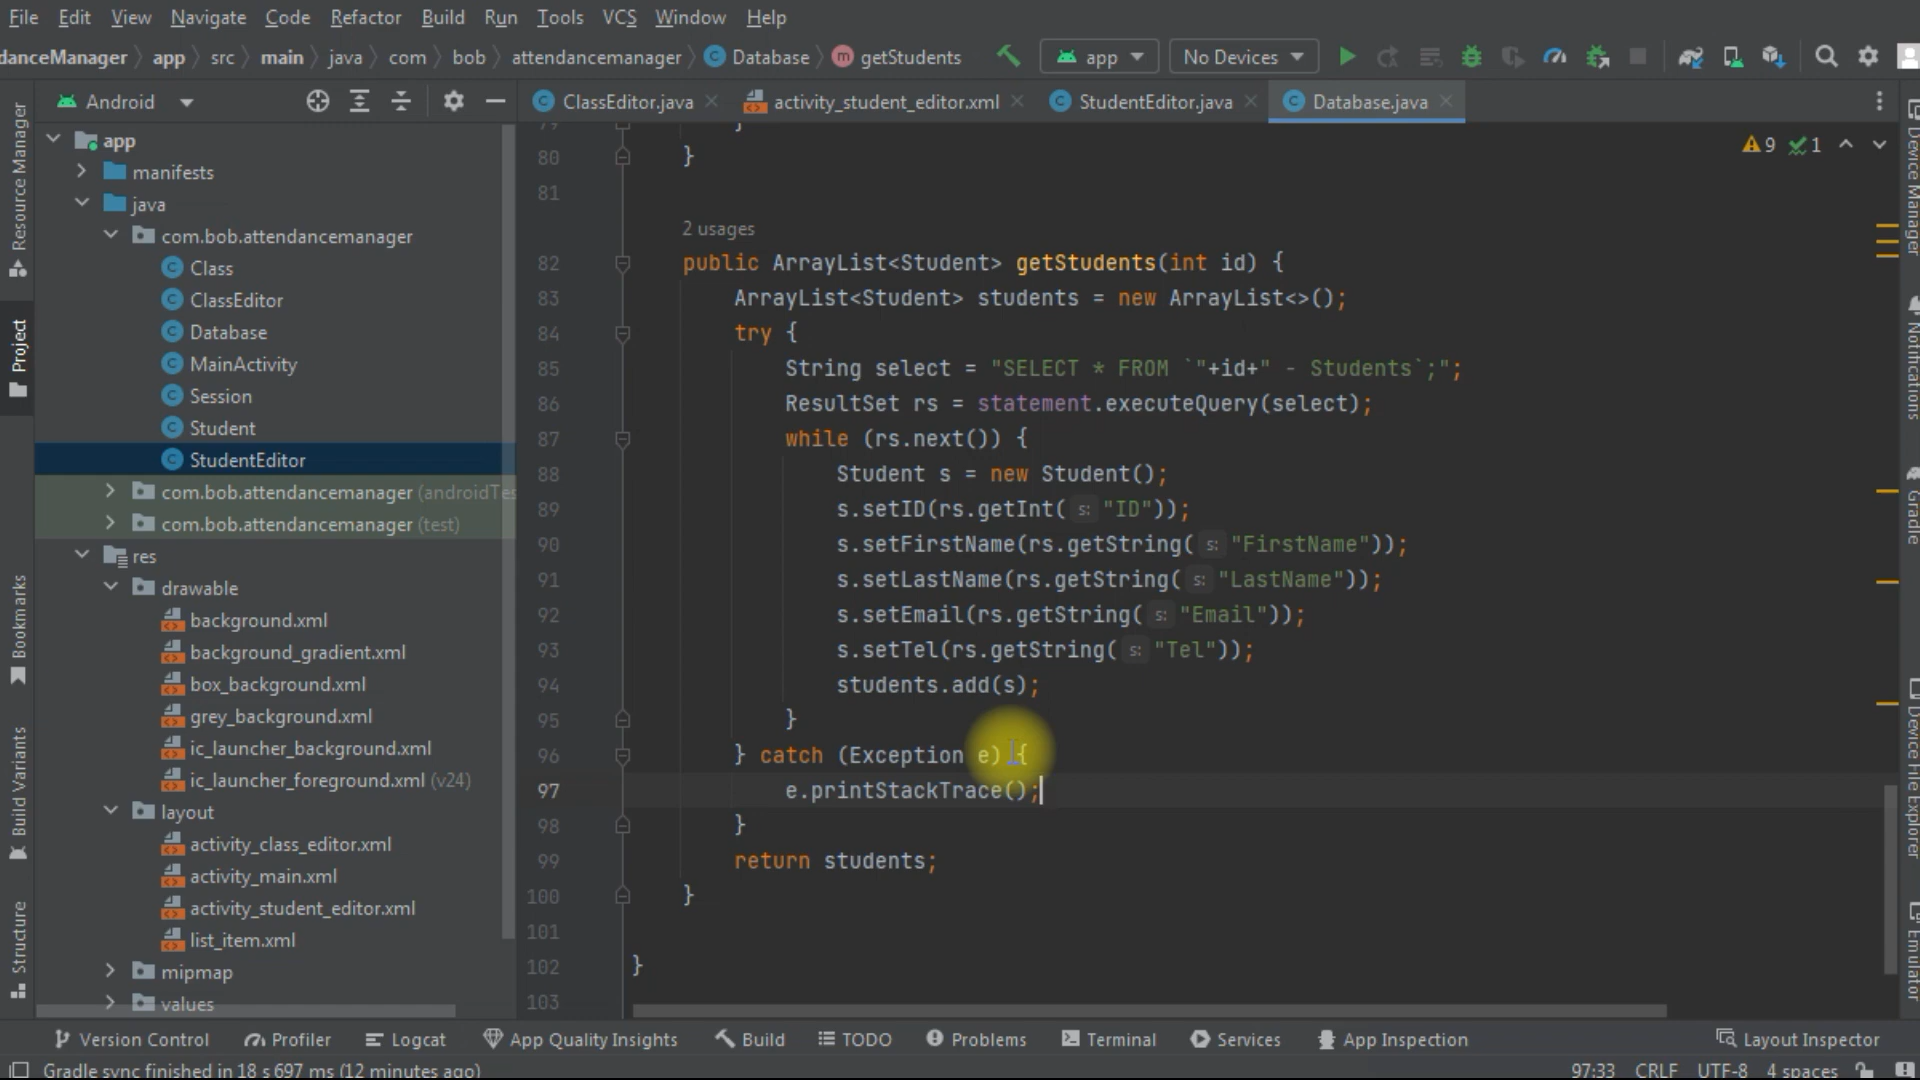 File Edit View Navigate Code Refactor Build Run Tools VCS Window Help
danceManager app src main java com bob attendancemanager Database getStudents app No Devices
Android
ClassEditor.java activity_student_editor.xml StudentEditor.java Database.java
app
manifests
java
com.bob.attendancemanager
Class
ClassEditor
Database
MainActivity
Session
Student
StudentEditor
com.bob.attendancemanager (androidTes
com.bob.attendancemanager (test)
res
drawable
background.xml
background_gradient.xml
box_background.xml
grey_background.xml
ic_launcher_background.xml
ic_launcher_foreground.xml (v24)
layout
activity_class_editor.xml
activity_main.xml
activity_student_editor.xml
list_item.xml
mipmap
values
Resource Manager
Project
Bookmarks
Build Variants
Structure
9 1
79 }
80 }
81
2 usages
82 public ArrayList<Student> getStudents(int id) {
83 ArrayList<Student> students = new ArrayList<>();
84 try {
85 String select = "SELECT * FROM `"+id+" - Students`;";
86 ResultSet rs = statement.executeQuery(select);
87 while (rs.next()) {
88 Student s = new Student();
89 s.setID(rs.getInt( s: "ID"));
90 s.setFirstName(rs.getString( s: "FirstName"));
91 s.setLastName(rs.getString( s: "LastName"));
92 s.setEmail(rs.getString( s: "Email"));
93 s.setTel(rs.getString( s: "Tel"));
94 students.add(s);
95 }
96 } catch (Exception e) {
97 e.printStackTrace();
98 }
99 return students;
100 }
101
102 }
103
Device Manager
Notifications
Gradle
Device File Explorer
Emulator
Version Control Profiler Logcat App Quality Insights Build TODO Problems Terminal Services App Inspection Layout Inspector
Gradle sync finished in 18 s 697 ms (12 minutes ago) 97:33 CRLF UTF-8 4 spaces